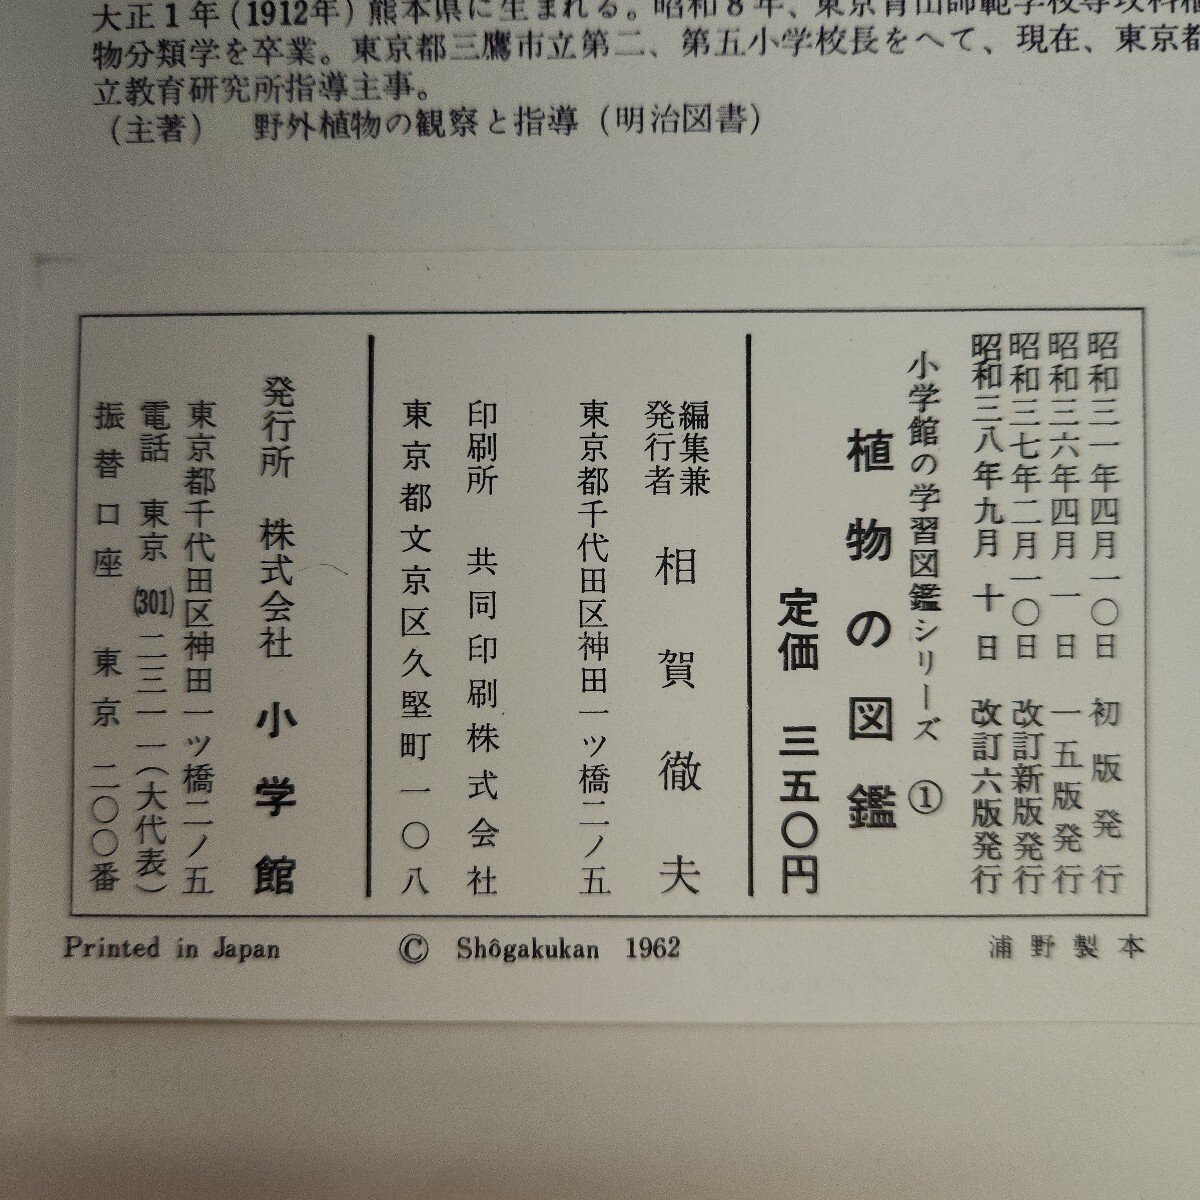 大正1年(1912年)熊本県に生まれる。昭和8年、東京青山師範学校専攻科植
物分類学を卒業。東京都三鷹市立第二、第五小学校長をへて、現在、東京都
立教育研究所指導主事。
(主著) 野外植物の観察と指導(明治図書)
昭和三一年四月一〇日 初版発行
昭和三六年四月一日 一五版発行
昭和三七年二月一〇日 改訂新版発行
昭和三八年九月十日 改訂六版発行
小学館の学習図鑑シリーズ ①
植物の図鑑
定価 三五〇円
編集兼
発行者 相賀徹夫
東京都千代田区神田一ツ橋二ノ五
印刷所 共同印刷株式会社
東京都文京区久堅町一〇八
発行所 株式会社 小学館
東京都千代田区神田一ツ橋二ノ五
電話 東京 (301) 二三一一(大代表)
振替口座 東京 二〇〇番
Printed in Japan © Shôgakukan 1962 浦野製本